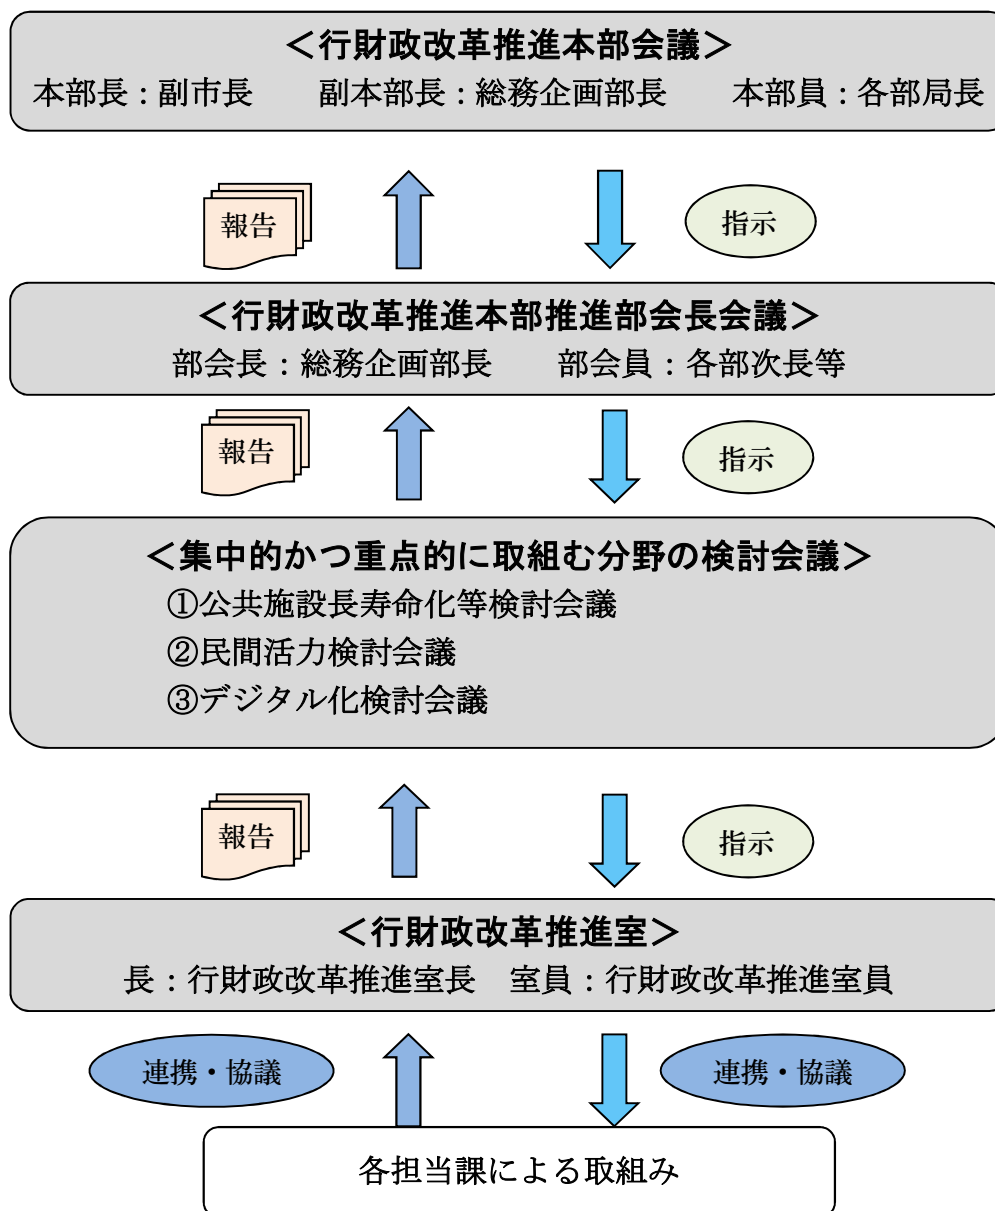 ＜行財政改革推進本部会議＞
本部長：副市長　　副本部長：総務企画部長　　本部員：各部局長
報告
指示
＜行財政改革推進本部推進部会長会議＞
部会長：総務企画部長　　部会員：各部次長等
報告
指示
＜集中的かつ重点的に取組む分野の検討会議＞
①公共施設長寿命化等検討会議
②民間活力検討会議
③デジタル化検討会議
報告
指示
＜行財政改革推進室＞
長：行財政改革推進室長　室員：行財政改革推進室員
連携・協議
連携・協議
各担当課による取組み